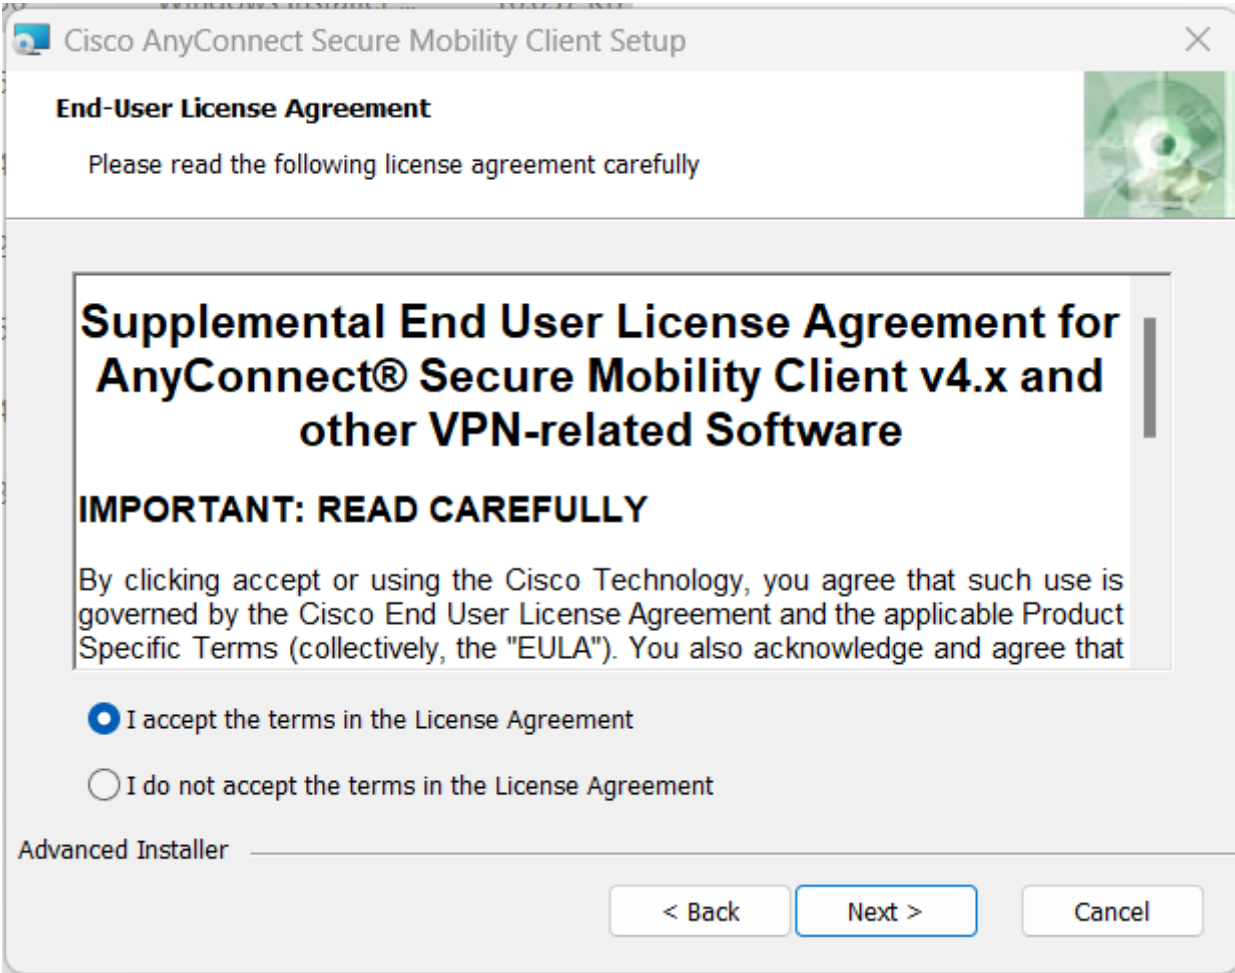 Cisco AnyConnect Secure Mobility Client Setup
End-User License Agreement
Please read the following license agreement carefully
Supplemental End User License Agreement for
AnyConnect® Secure Mobility Client v4.x and
other VPN-related Software
IMPORTANT: READ CAREFULLY
By clicking accept or using the Cisco Technology, you agree that such use is
governed by the Cisco End User License Agreement and the applicable Product
Specific Terms (collectively, the "EULA"). You also acknowledge and agree that
I accept the terms in the License Agreement
I do not accept the terms in the License Agreement
Advanced Installer
< Back Next > Cancel